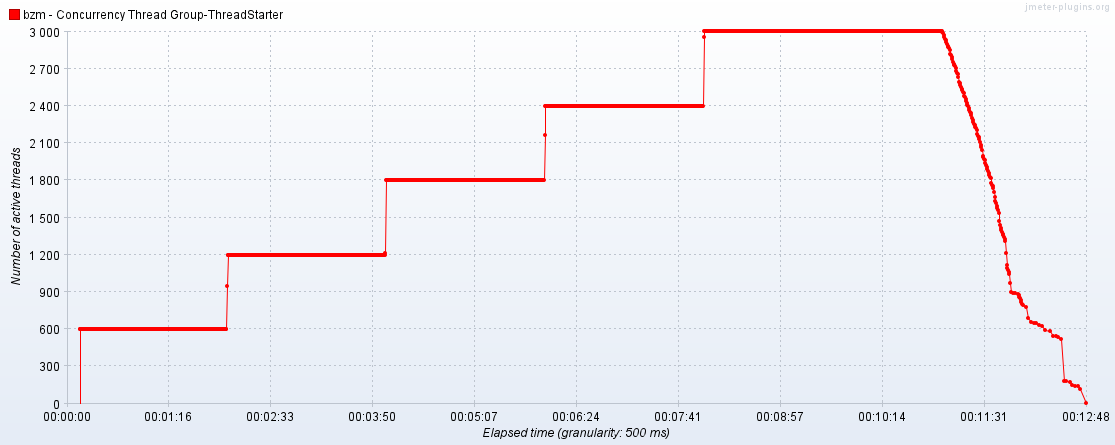 bzm - Concurrency Thread Group-ThreadStarter
jmeter-plugins.org
3 000
2 700
2 400
2 100
1 800
1 500
1 200
900
600
300
0
Number of active threads
00:00:00 00:01:16 00:02:33 00:03:50 00:05:07 00:06:24 00:07:41 00:08:57 00:10:14 00:11:31 00:12:48
Elapsed time (granularity: 500 ms)